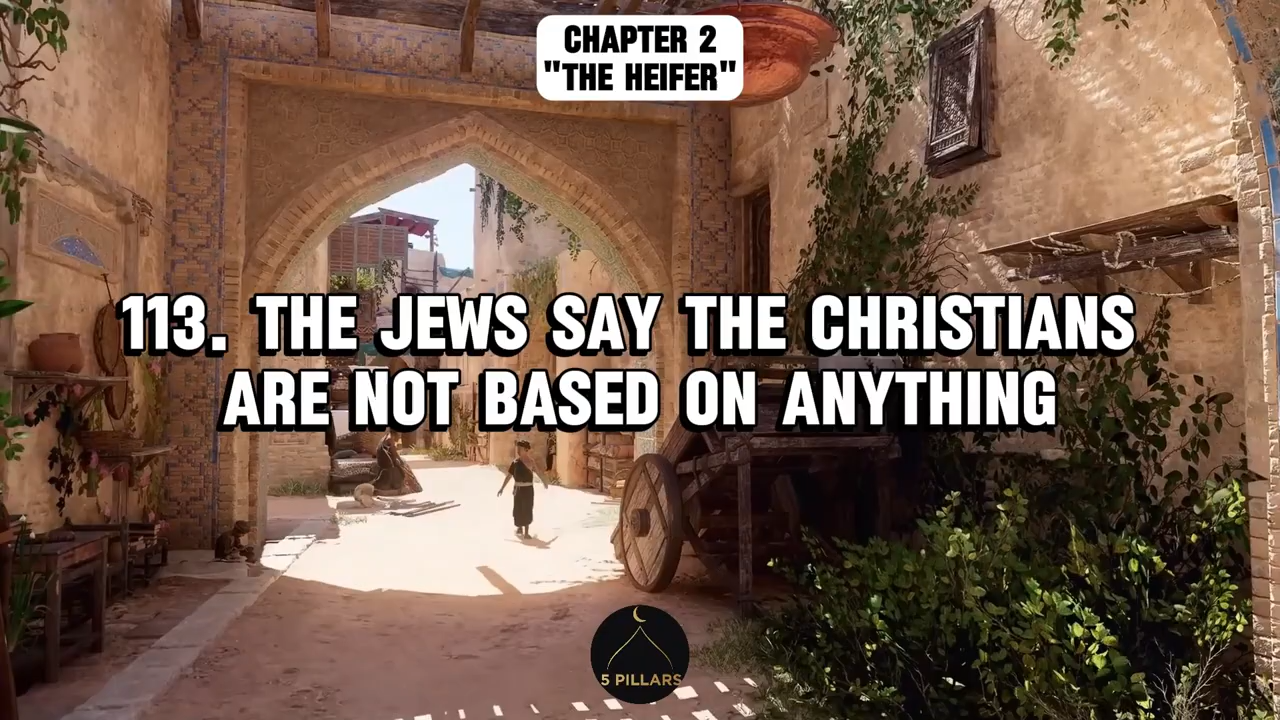 CHAPTER 2
"THE HEIFER"
113. THE JEWS SAY THE CHRISTIANS
ARE NOT BASED ON ANYTHING
5 PILLARS